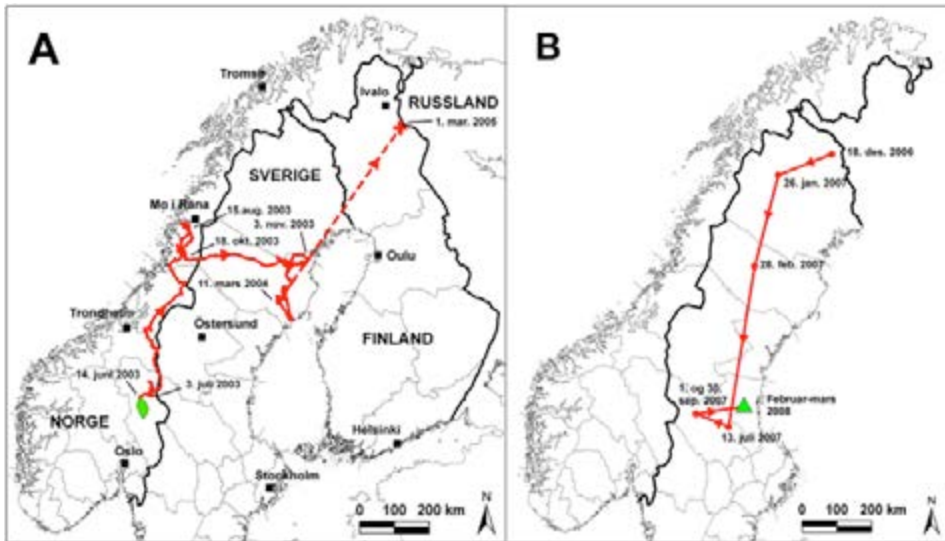 A
Tromsø
Ivalo
RUSSLAND
1. mar. 2005
SVERIGE
Mo i Rana
15.aug. 2003
3. nov. 2003
18. okt. 2003
Oulu
11. mars 2004
Trondheim
Östersund
FINLAND
14. juni 2003
3. juli 2003
NORGE
Helsinki
Oslo
Stockholm
N
0 100 200 km
B
18. des. 2006
26. jan. 2007
28. feb. 2007
1. og 30.
sep. 2007
Februar-mars
2008
13. juli 2007
N
0 100 200 km